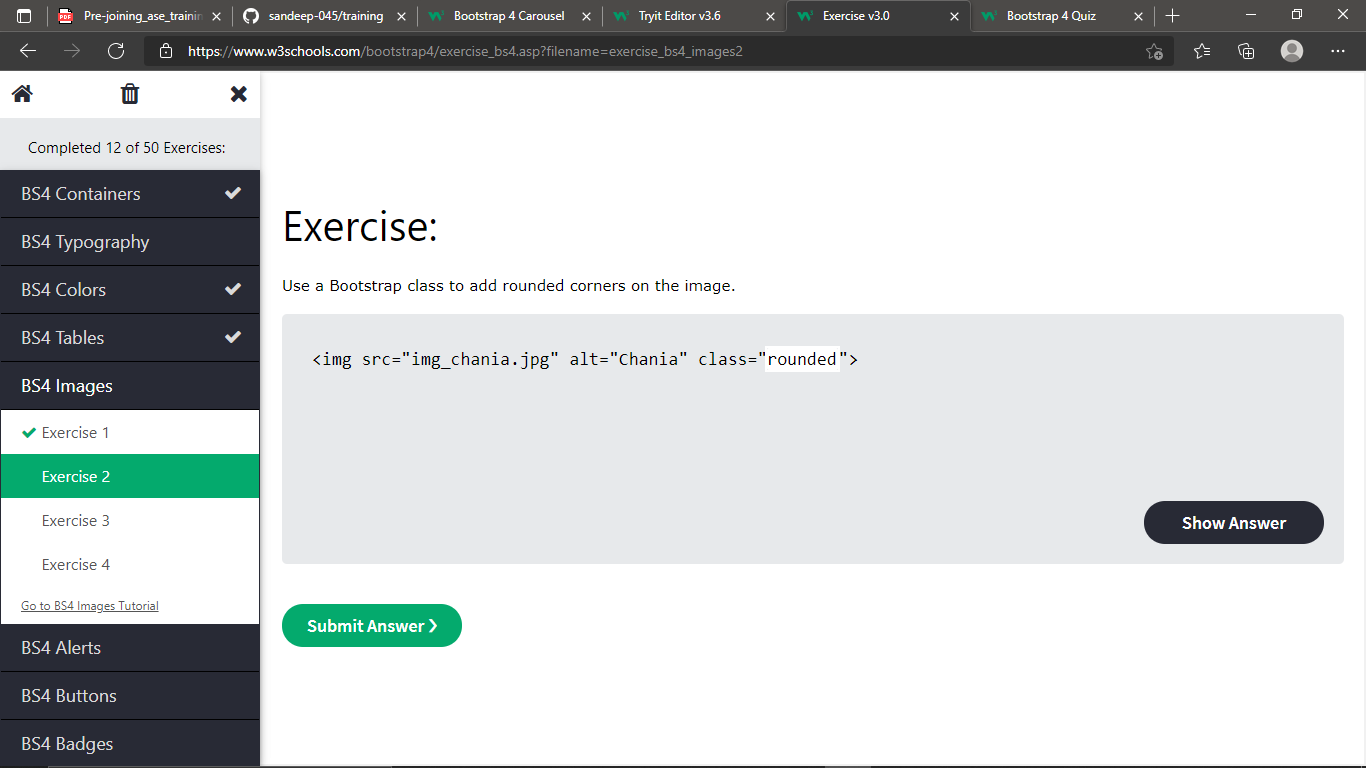 Pre-joining_ase_trainin
sandeep-045/training
Bootstrap 4 Carousel
Tryit Editor v3.6
Exercise v3.0
Bootstrap 4 Quiz
https://www.w3schools.com/bootstrap4/exercise_bs4.asp?filename=exercise_bs4_images2
Completed 12 of 50 Exercises:
BS4 Containers
BS4 Typography
BS4 Colors
BS4 Tables
BS4 Images
Exercise 1
Exercise 2
Exercise 3
Exercise 4
Go to BS4 Images Tutorial
BS4 Alerts
BS4 Buttons
BS4 Badges
Exercise:
Use a Bootstrap class to add rounded corners on the image.
<img src="img_chania.jpg" alt="Chania" class="rounded">
Show Answer
Submit Answer ❯